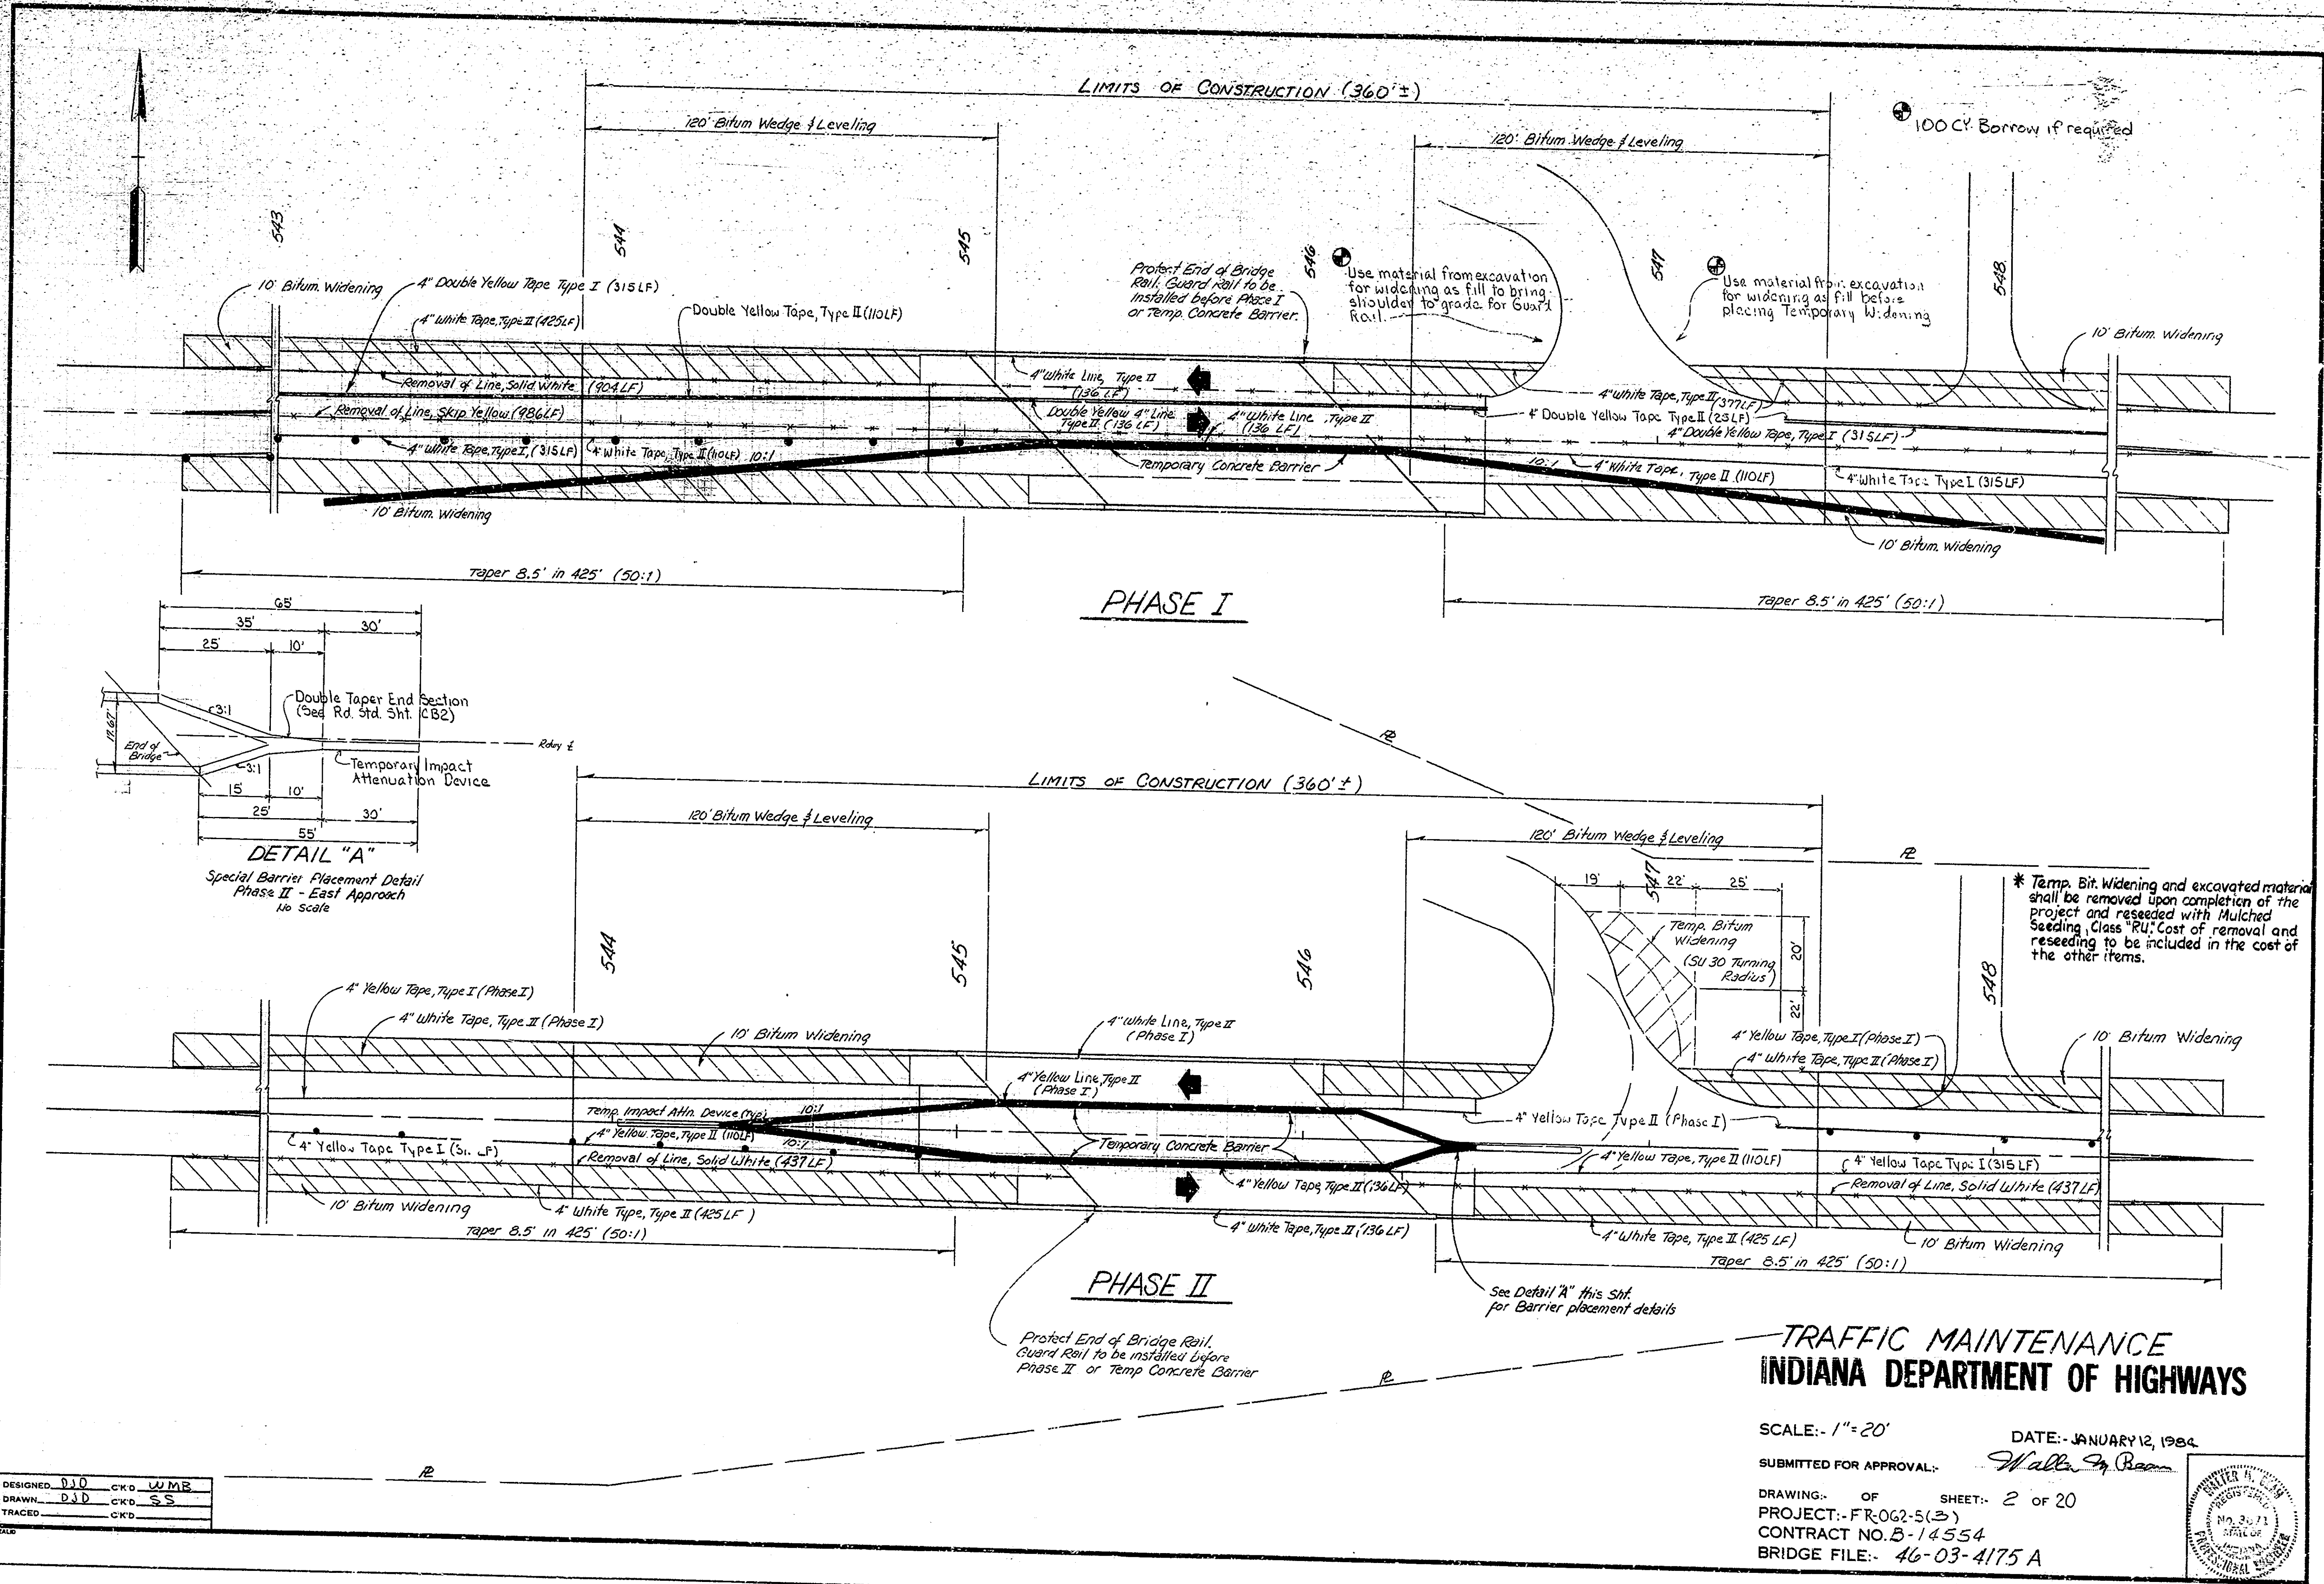 LIMITS OF CONSTRUCTION (360'±)
120' Bitum Wedge & Leveling
120' Bitum Wedge & Leveling
100 CY. Borrow if required
543
544
545
546
547
548
10' Bitum. Widening
4" Double Yellow Tape Type I (315LF)
4" White Tape, Type II (425LF)
Double Yellow Tape, Type II (110LF)
Protect End of Bridge
Rail. Guard Rail to be
Installed before Phase I
or Temp. Concrete Barrier.
Use material from excavation
for widening as fill to bring
shoulder to grade for Guard
Rail.
Use material from excavation
for widening as fill before
placing Temporary Widening
10' Bitum. Widening
Removal of Line, Solid White (904LF)
Removal of Line, Skip Yellow (986LF)
4" White Tape, Type I, (315LF)
4" White Tape, Type II (110LF)
10:1
4" White Line, Type II
(136 LF)
Double Yellow 4" Line
Type II (136 LF)
4" White Line, Type II
(136 LF)
Temporary Concrete Barrier
4" White Tape, Type II (377LF)
4" Double Yellow Tape Type II (25LF)
4" Double Yellow Tape, Type I (315LF)
10:1
4" White Tape,
Type II (110LF)
4" White Tape Type I (315LF)
10' Bitum. Widening
10' Bitum. Widening
Taper 8.5' in 425' (50:1)
PHASE I
Taper 8.5' in 425' (50:1)
65'
35'
30'
25'
10'
Double Taper End Section
(See Rd. Std. Sht. CB2)
3:1
17.67'
End of
Bridge
Rdwy ℄
3:1
Temporary Impact
Attenuation Device
15'
10'
25'
30'
55'
DETAIL "A"
Special Barrier Placement Detail
Phase II - East Approach
No Scale
LIMITS OF CONSTRUCTION (360'±)
120' Bitum Wedge & Leveling
120' Bitum Wedge & Leveling
PL
PL
544
545
546
547
548
19'
22'
25'
Temp. Bitum
Widening
(SU 30 Turning
Radius)
20'
22'
* Temp. Bit. Widening and excavated material
shall be removed upon completion of the
project and reseeded with Mulched
Seeding, Class "RU". Cost of removal and
reseeding to be included in the cost of
the other items.
4" Yellow Tape, Type I (Phase I)
4" White Tape, Type II (Phase I)
10' Bitum Widening
4" White Line, Type II
(Phase I)
4" Yellow Tape, Type I (Phase I)
4" White Tape, Type II (Phase I)
10' Bitum Widening
4" Yellow Line, Type II
(Phase I)
Temp. Impact Attn. Device (Typ)
10:1
4" Yellow Tape, Type II (110LF)
10:1
4" Yellow Tape Type I
Removal of Line, Solid White (437LF)
Temporary Concrete Barrier
4" Yellow Tape Type II (Phase I)
4" Yellow Tape, Type II (110LF)
4" Yellow Tape Type I (315LF)
Removal of Line, Solid White (437LF)
4" Yellow Tape, Type II (136LF)
10' Bitum Widening
4" White Type, Type II (425LF)
4" White Tape, Type II (136LF)
4" White Tape, Type II (425LF)
10' Bitum Widening
Taper 8.5' in 425' (50:1)
Taper 8.5' in 425' (50:1)
PHASE II
See Detail "A" this Sht.
for Barrier placement details
Protect End of Bridge Rail.
Guard Rail to be installed before
Phase II or Temp Concrete Barrier
PL
PL
TRAFFIC MAINTENANCE
INDIANA DEPARTMENT OF HIGHWAYS
SCALE:- 1"=20'
DATE:- JANUARY 12, 1984
SUBMITTED FOR APPROVAL:-
DRAWING:- OF SHEET:- 2 OF 20
PROJECT:- FR-062-5(3)
CONTRACT NO. B-14554
BRIDGE FILE:- 46-03-4175 A
DESIGNED DJD C'K'D. WMB
DRAWN DJD C'K'D. SS
TRACED C'K'D.
REGISTERED
PROFESSIONAL ENGINEER
INDIANA